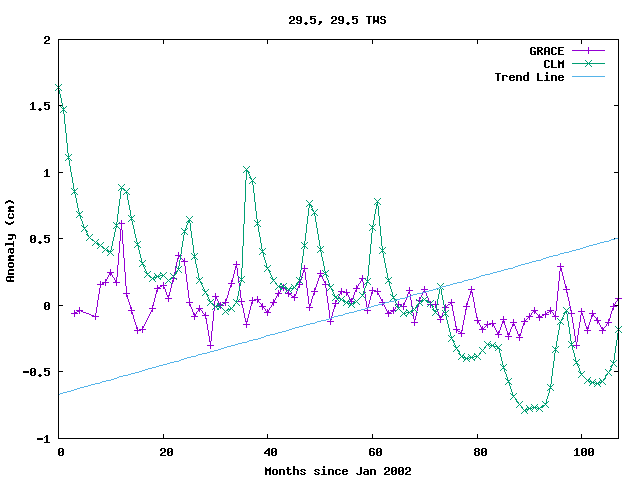 29.5, 29.5 TWS
GRACE
CLM
Trend Line
2
1.5
1
0.5
0
-0.5
-1
Anomaly (cm)
0 20 40 60 80 100
Months since Jan 2002